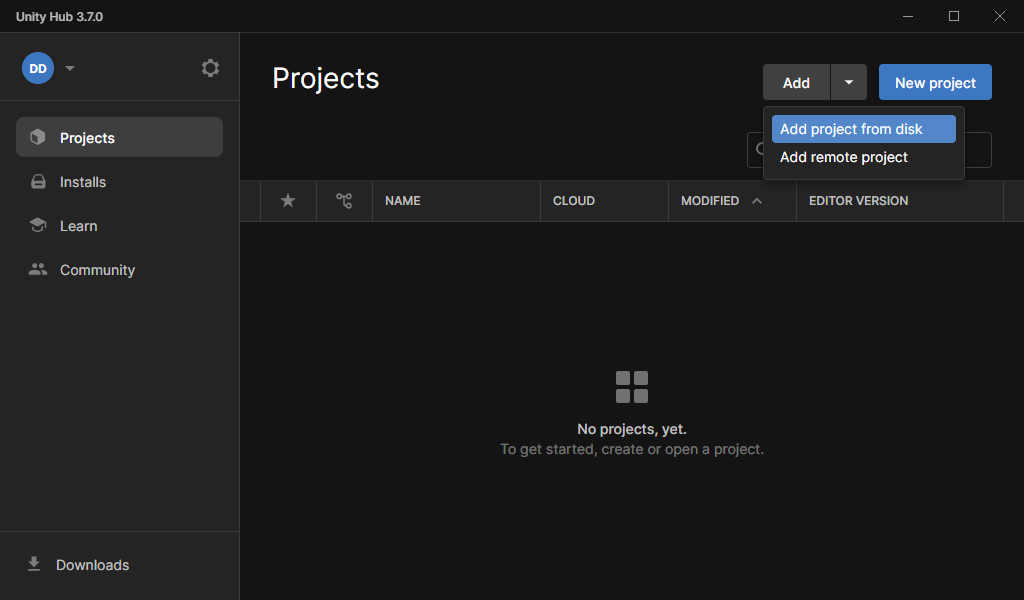 Unity Hub 3.7.0
DD
Projects
Installs
Learn
Community
Downloads
Projects
Add
New project
Add project from disk
Add remote project
NAME CLOUD MODIFIED EDITOR VERSION
No projects, yet.
To get started, create or open a project.